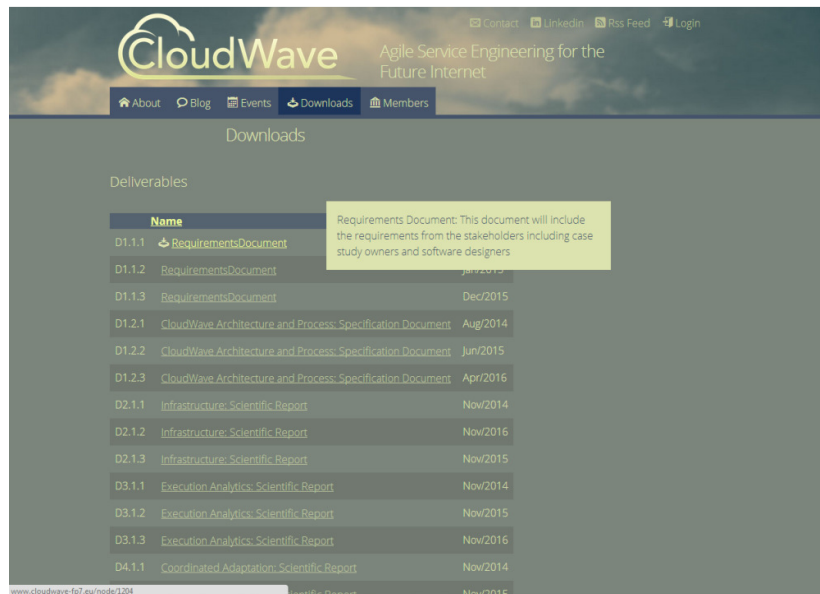 Contact Linkedin Rss Feed Login
CloudWave
Agile Service Engineering for the
Future Internet
About Blog Events Downloads Members
Downloads
Deliverables
Name
Requirements Document: This document will include
the requirements from the stakeholders including case
study owners and software designers
D1.1.1 RequirementsDocument
D1.1.2 RequirementsDocument Jan/2015
D1.1.3 RequirementsDocument Dec/2015
D1.2.1 CloudWave Architecture and Process: Specification Document Aug/2014
D1.2.2 CloudWave Architecture and Process: Specification Document Jun/2015
D1.2.3 CloudWave Architecture and Process: Specification Document Apr/2016
D2.1.1 Infrastructure: Scientific Report Nov/2014
D2.1.2 Infrastructure: Scientific Report Nov/2016
D2.1.3 Infrastructure: Scientific Report Nov/2015
D3.1.1 Execution Analytics: Scientific Report Nov/2014
D3.1.2 Execution Analytics: Scientific Report Nov/2015
D3.1.3 Execution Analytics: Scientific Report Nov/2016
D4.1.1 Coordinated Adaptation: Scientific Report Nov/2014
www.cloudwave-fp7.eu/node/1204 Scientific Report Nov/2015